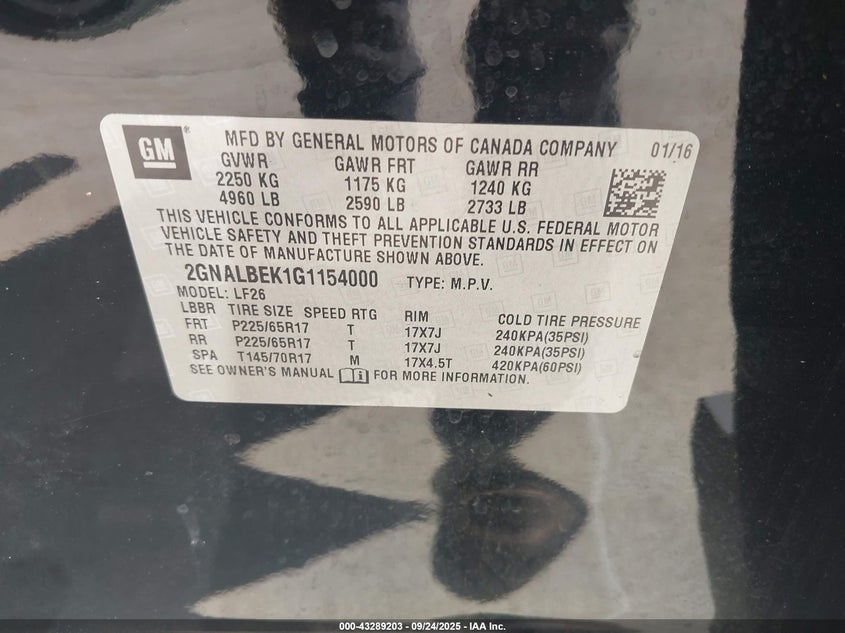 GM
MFD BY GENERAL MOTORS OF CANADA COMPANY 01/16
GVWR GAWR FRT GAWR RR
2250 KG 1175 KG 1240 KG
4960 LB 2590 LB 2733 LB
THIS VEHICLE CONFORMS TO ALL APPLICABLE U.S. FEDERAL MOTOR
VEHICLE SAFETY AND THEFT PREVENTION STANDARDS IN EFFECT ON
THE DATE OF MANUFACTURE SHOWN ABOVE.
2GNALBEK1G1154000 TYPE: M.P.V.
MODEL: LF26
LBBR TIRE SIZE SPEED RTG RIM COLD TIRE PRESSURE
FRT P225/65R17 T 17X7J 240KPA(35PSI)
RR P225/65R17 T 17X7J 240KPA(35PSI)
SPA T145/70R17 M 17X4.5T 420KPA(60PSI)
SEE OWNER'S MANUAL FOR MORE INFORMATION.
000-43289203 - 09/24/2025 - IAA Inc.